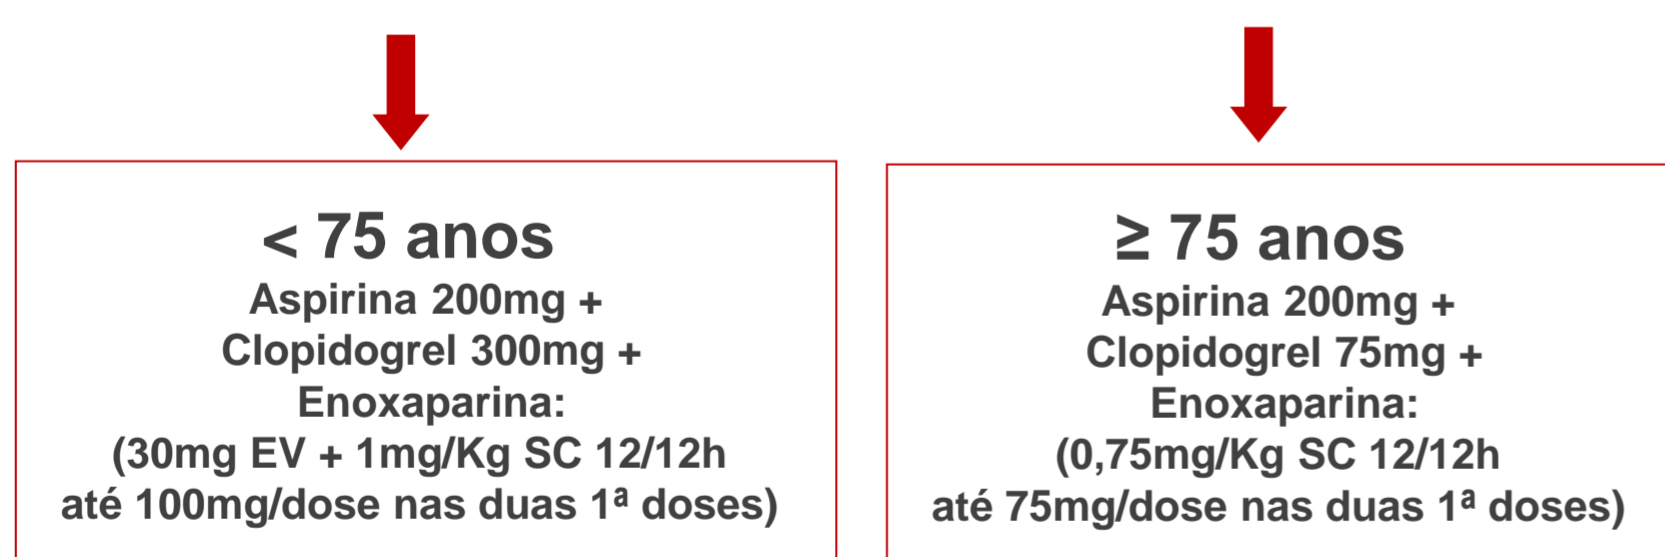 < 75 anos
Aspirina 200mg +
Clopidogrel 300mg +
Enoxaparina:
(30mg EV + 1mg/Kg SC 12/12h
até 100mg/dose nas duas 1ª doses)
≥ 75 anos
Aspirina 200mg +
Clopidogrel 75mg +
Enoxaparina:
(0,75mg/Kg SC 12/12h
até 75mg/dose nas duas 1ª doses)